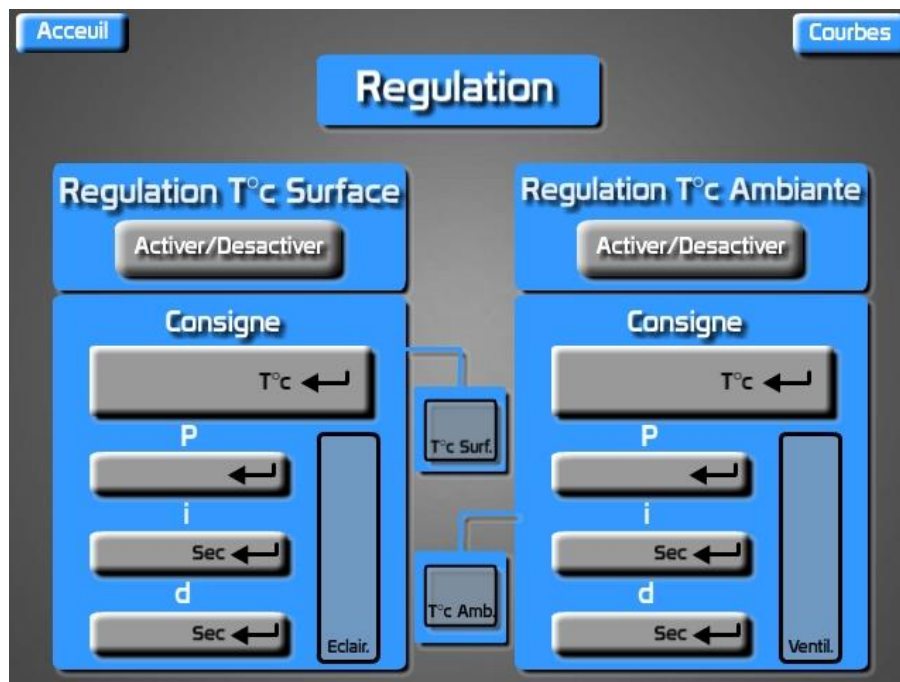 Acceuil
Courbes
Regulation
Regulation T°c Surface
Activer/Desactiver
Consigne
T°c
P
i
Sec
d
Sec
Eclair.
T°c Surf.
T°c Amb.
Regulation T°c Ambiante
Activer/Desactiver
Consigne
T°c
P
i
Sec
d
Sec
Ventil.